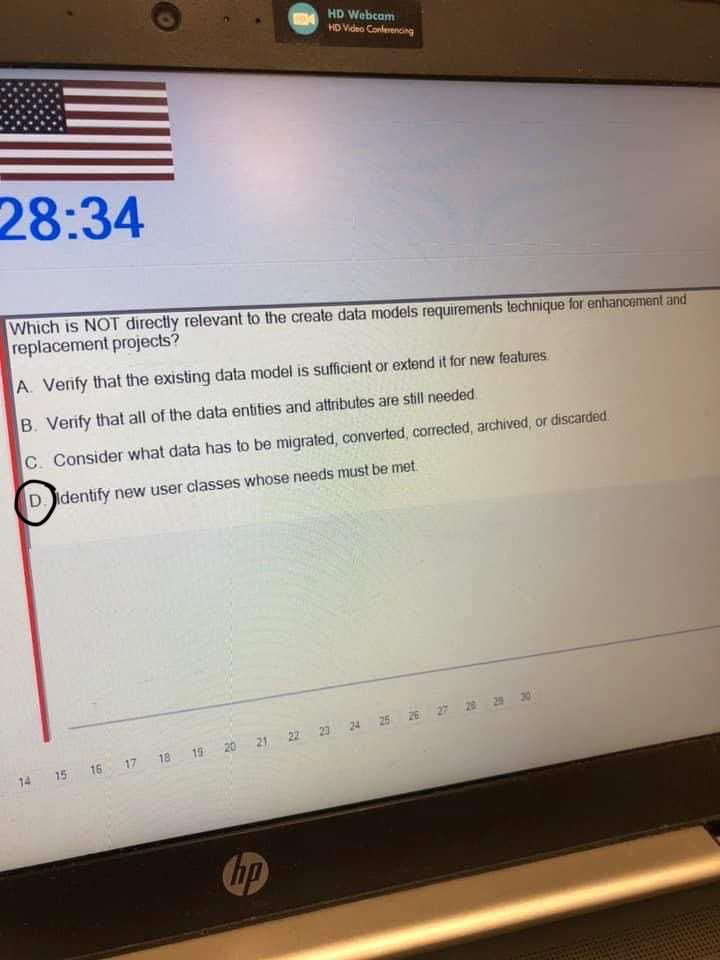 HD Webcam
HD Video Conferencing
28:34
Which is NOT directly relevant to the create data models requirements technique for enhancement and
replacement projects?
A. Verify that the existing data model is sufficient or extend it for new features.
B. Verify that all of the data entities and attributes are still needed.
C. Consider what data has to be migrated, converted, corrected, archived, or discarded.
D. Identify new user classes whose needs must be met.
14 15 16 17 18 19 20 21 22 23 24 25 26 27 28 29 30
hp